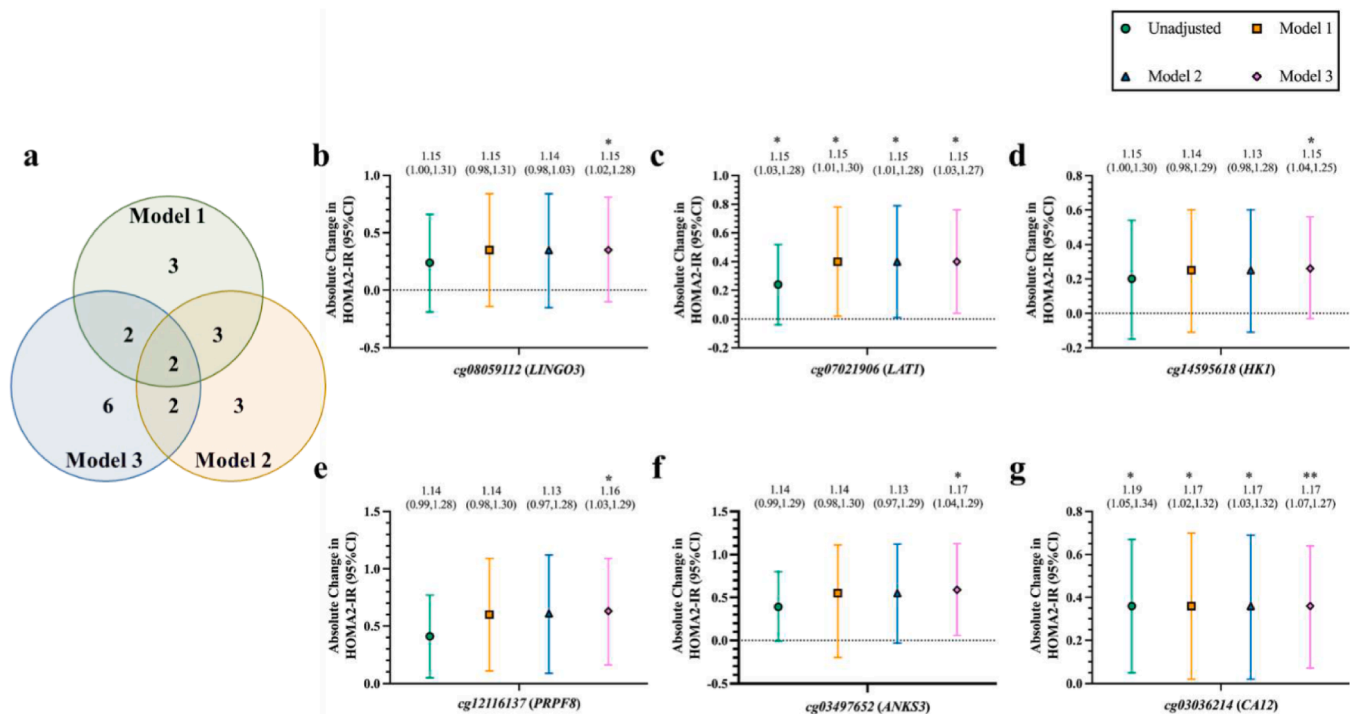 Unadjusted
Model 1
Model 2
Model 3
a
Model 1
3
2
3
2
6
2
3
Model 3
Model 2
b
*
1.15
1.15
1.14
1.15
(1.00,1.31)
(0.98,1.31)
(0.98,1.03)
(1.02,1.28)
Absolute Change in
HOMA2-IR (95%CI)
1.0
0.5
0.0
-0.5
cg08059112 (LINGO3)
c
* * * *
1.15
1.15
1.15
1.15
(1.03,1.28)
(1.01,1.30)
(1.01,1.28)
(1.03,1.27)
Absolute Change in
HOMA2-IR (95%CI)
1.0
0.8
0.6
0.4
0.2
0.0
-0.2
cg07021906 (LAT1)
d
*
1.15
1.14
1.13
1.15
(1.00,1.30)
(0.98,1.29)
(0.98,1.28)
(1.04,1.25)
Absolute Change in
HOMA2-IR (95%CI)
0.8
0.6
0.4
0.2
0.0
-0.2
cg14595618 (HK1)
e
*
1.14
1.14
1.13
1.16
(0.99,1.28)
(0.98,1.30)
(0.97,1.28)
(1.03,1.29)
Absolute Change in
HOMA2-IR (95%CI)
1.5
1.0
0.5
0.0
cg12116137 (PRPF8)
f
*
1.14
1.14
1.13
1.17
(0.99,1.29)
(0.98,1.30)
(0.97,1.29)
(1.04,1.29)
Absolute Change in
HOMA2-IR (95%CI)
1.5
1.0
0.5
0.0
-0.5
cg03497652 (ANKS3)
g
* * * **
1.19
1.17
1.17
1.17
(1.05,1.34)
(1.02,1.32)
(1.03,1.32)
(1.07,1.27)
Absolute Change in
HOMA2-IR (95%CI)
0.8
0.6
0.4
0.2
0.0
cg03036214 (CA12)